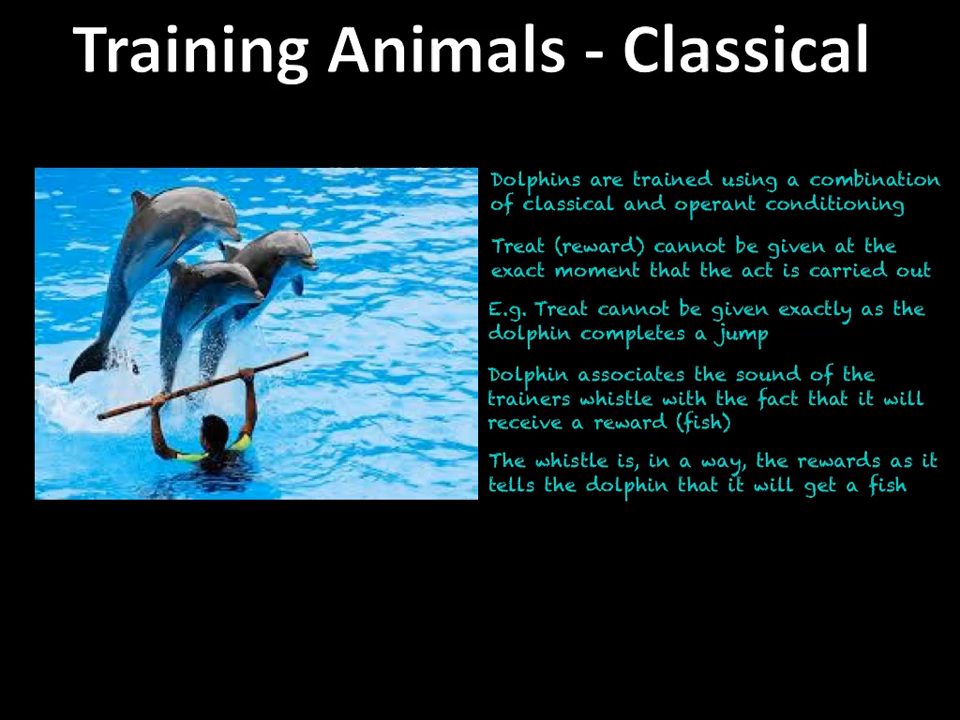 Training Animals - Classical
Dolphins are trained using a combination
of classical and operant conditioning
Treat (reward) cannot be given at the
exact moment that the act is carried out
E.g. Treat cannot be given exactly as the
dolphin completes a jump
Dolphin associates the sound of the
trainers whistle with the fact that it will
receive a reward (fish)
The whistle is, in a way, the rewards as it
tells the dolphin that it will get a fish